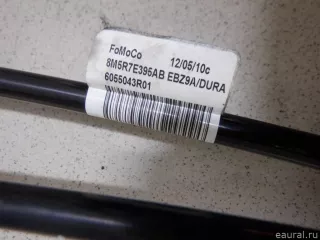 FoMoCo 12/05/10c
8M5R7E395AB EBZ9A/DURA
6055043R01
eaural.ru